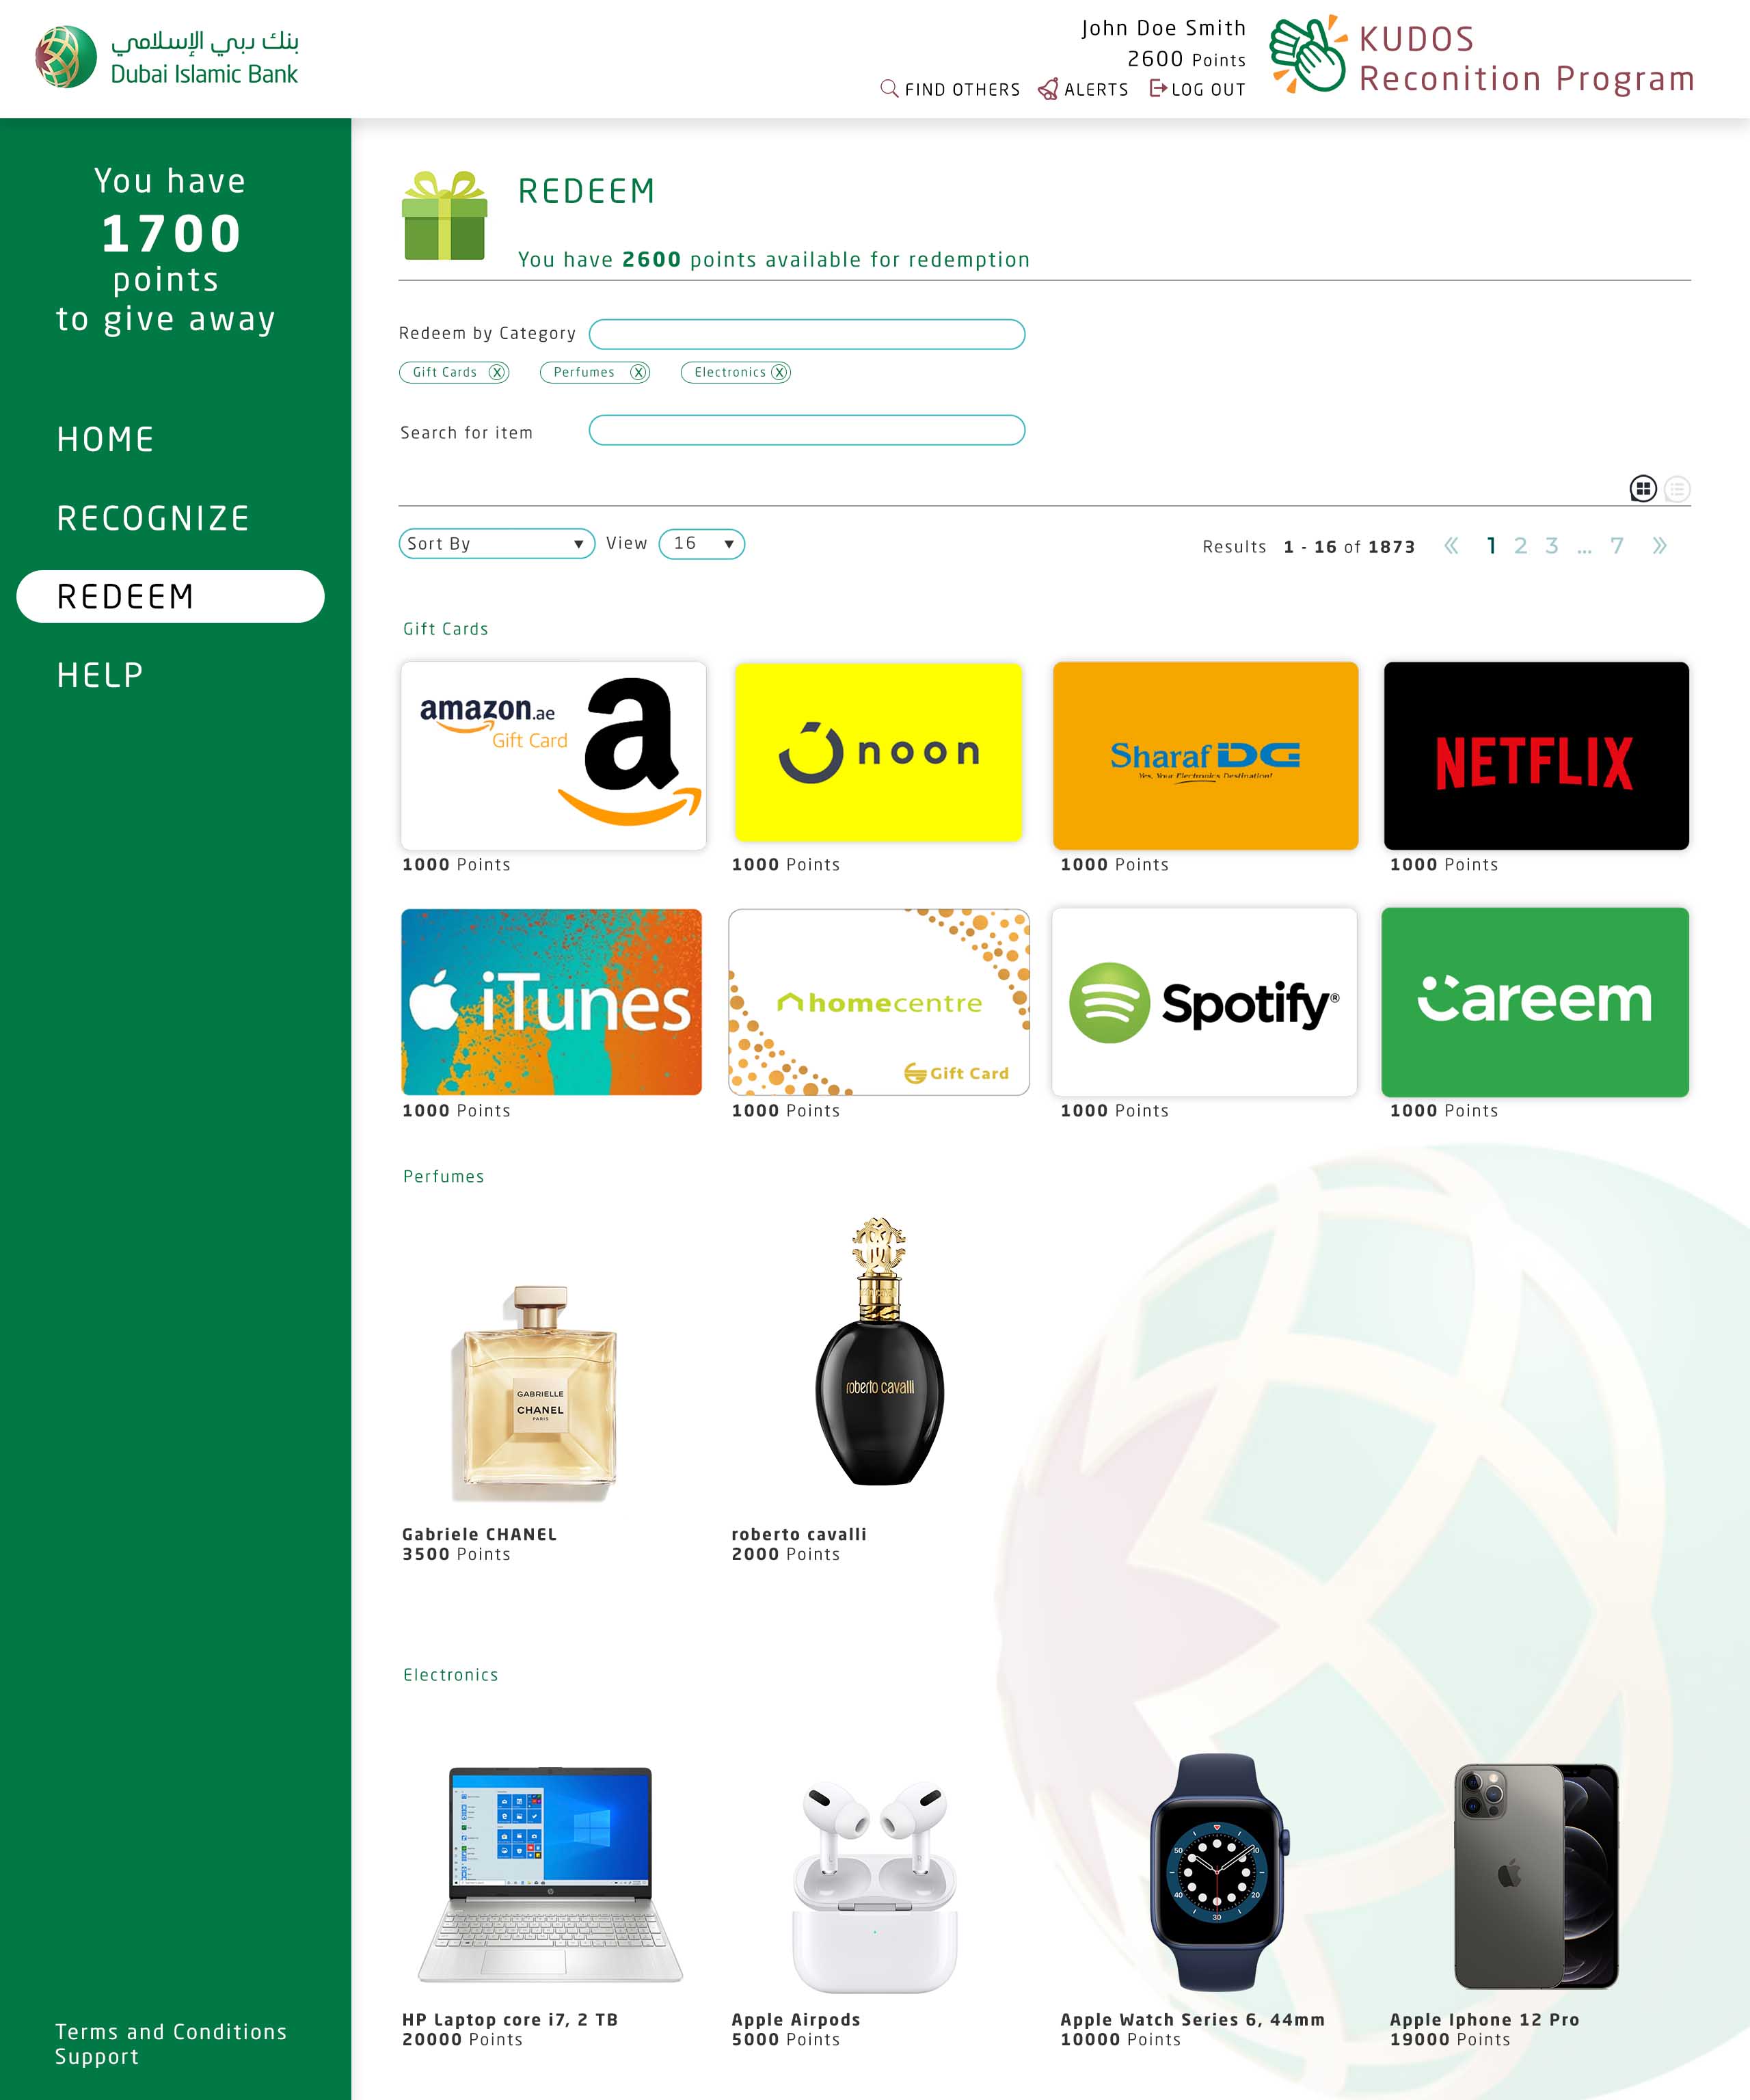 بنك دبي الإسلامي
Dubai Islamic Bank
John Doe Smith
2600 Points
FIND OTHERS ALERTS LOG OUT
KUDOS
Reconition Program
You have
1700
points
to give away
HOME
RECOGNIZE
REDEEM
HELP
Terms and Conditions
Support
REDEEM
You have 2600 points available for redemption
Redeem by Category
Gift Cards X Perfumes X Electronics X
Search for item
Sort By ▼ View 16 ▼
Results 1 - 16 of 1873 « 1 2 3 ... 7 »
Gift Cards
amazon.ae
Gift Card
a
noon
Sharaf DG
Yes, Your Electronics Destination!
NETFLIX
1000 Points
1000 Points
1000 Points
1000 Points
iTunes
homecentre
Gift Card
Spotify®
Careem
1000 Points
1000 Points
1000 Points
1000 Points
Perfumes
GABRIELLE
CHANEL
PARIS
roberto cavalli
Gabriele CHANEL
3500 Points
roberto cavalli
2000 Points
Electronics
50
10
40
20
30
HP Laptop core i7, 2 TB
20000 Points
Apple Airpods
5000 Points
Apple Watch Series 6, 44mm
10000 Points
Apple Iphone 12 Pro
19000 Points